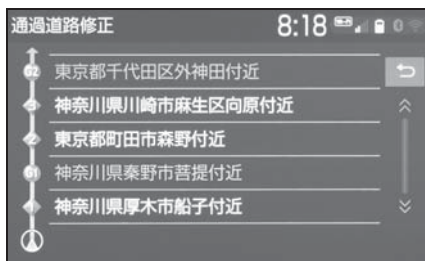 通過道路修正 8:18
G2 東京都千代田区外神田付近
神奈川県川崎市麻生区向原付近
東京都町田市森野付近
G1 神奈川県秦野市菩提付近
神奈川県厚木市船子付近